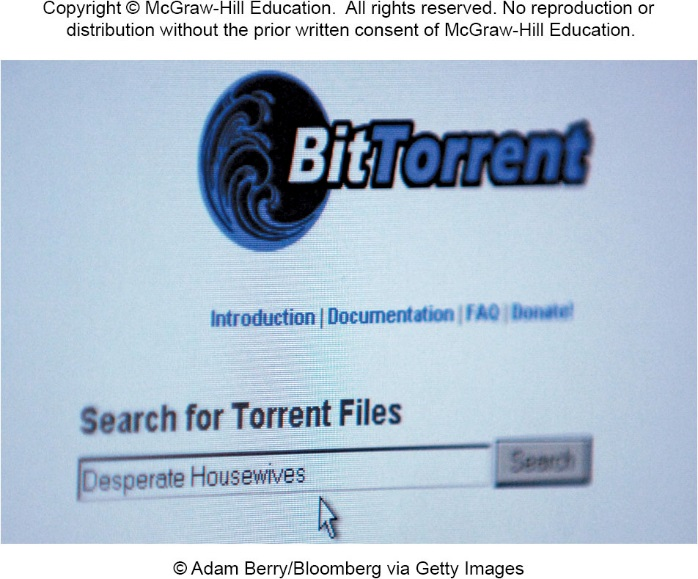 Copyright © McGraw-Hill Education.  All rights reserved. No reproduction or
distribution without the prior written consent of McGraw-Hill Education.
BitTorrent
Introduction | Documentation | FAQ | Donate!
Search for Torrent Files
Desperate Housewives
Search
© Adam Berry/Bloomberg via Getty Images